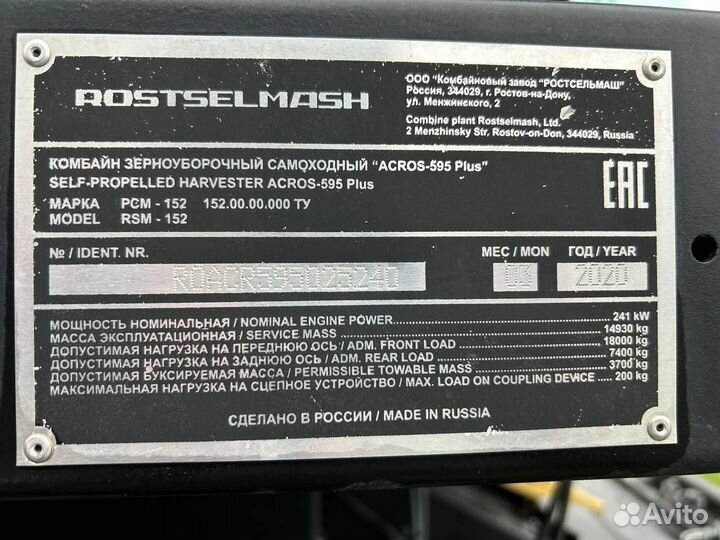 ROSTSELMASH
ООО "Комбайновый завод "РОСТСЕЛЬМАШ"
Россия, 344029, г. Ростов-на-Дону,
ул. Менжинского, 2
Combine plant Rostselmash, Ltd.
2 Menzhinsky Str. Rostov-on-Don, 344029, Russia
КОМБАЙН ЗЕРНОУБОРОЧНЫЙ САМОХОДНЫЙ "ACROS-595 Plus"
SELF-PROPELLED HARVESTER ACROS-595 Plus
МАРКА РСМ - 152 152.00.00.000 ТУ
MODEL RSM - 152
EAC
№ / IDENT. NR.
МЕС / MON
ГОД / YEAR
R0ACR595025240
03
2020
МОЩНОСТЬ НОМИНАЛЬНАЯ / NOMINAL ENGINE POWER 241 kW
МАССА ЭКСПЛУАТАЦИОННАЯ / SERVICE MASS 14930 kg
ДОПУСТИМАЯ НАГРУЗКА НА ПЕРЕДНЮЮ ОСЬ / ADM. FRONT LOAD 18000 kg
ДОПУСТИМАЯ НАГРУЗКА НА ЗАДНЮЮ ОСЬ / ADM. REAR LOAD 7400 kg
ДОПУСТИМАЯ БУКСИРУЕМАЯ МАССА / PERMISSIBLE TOWABLE MASS 3700 kg
МАКСИМАЛЬНАЯ НАГРУЗКА НА СЦЕПНОЕ УСТРОЙСТВО / MAX. LOAD ON COUPLING DEVICE 200 kg
СДЕЛАНО В РОССИИ / MADE IN RUSSIA
Avito